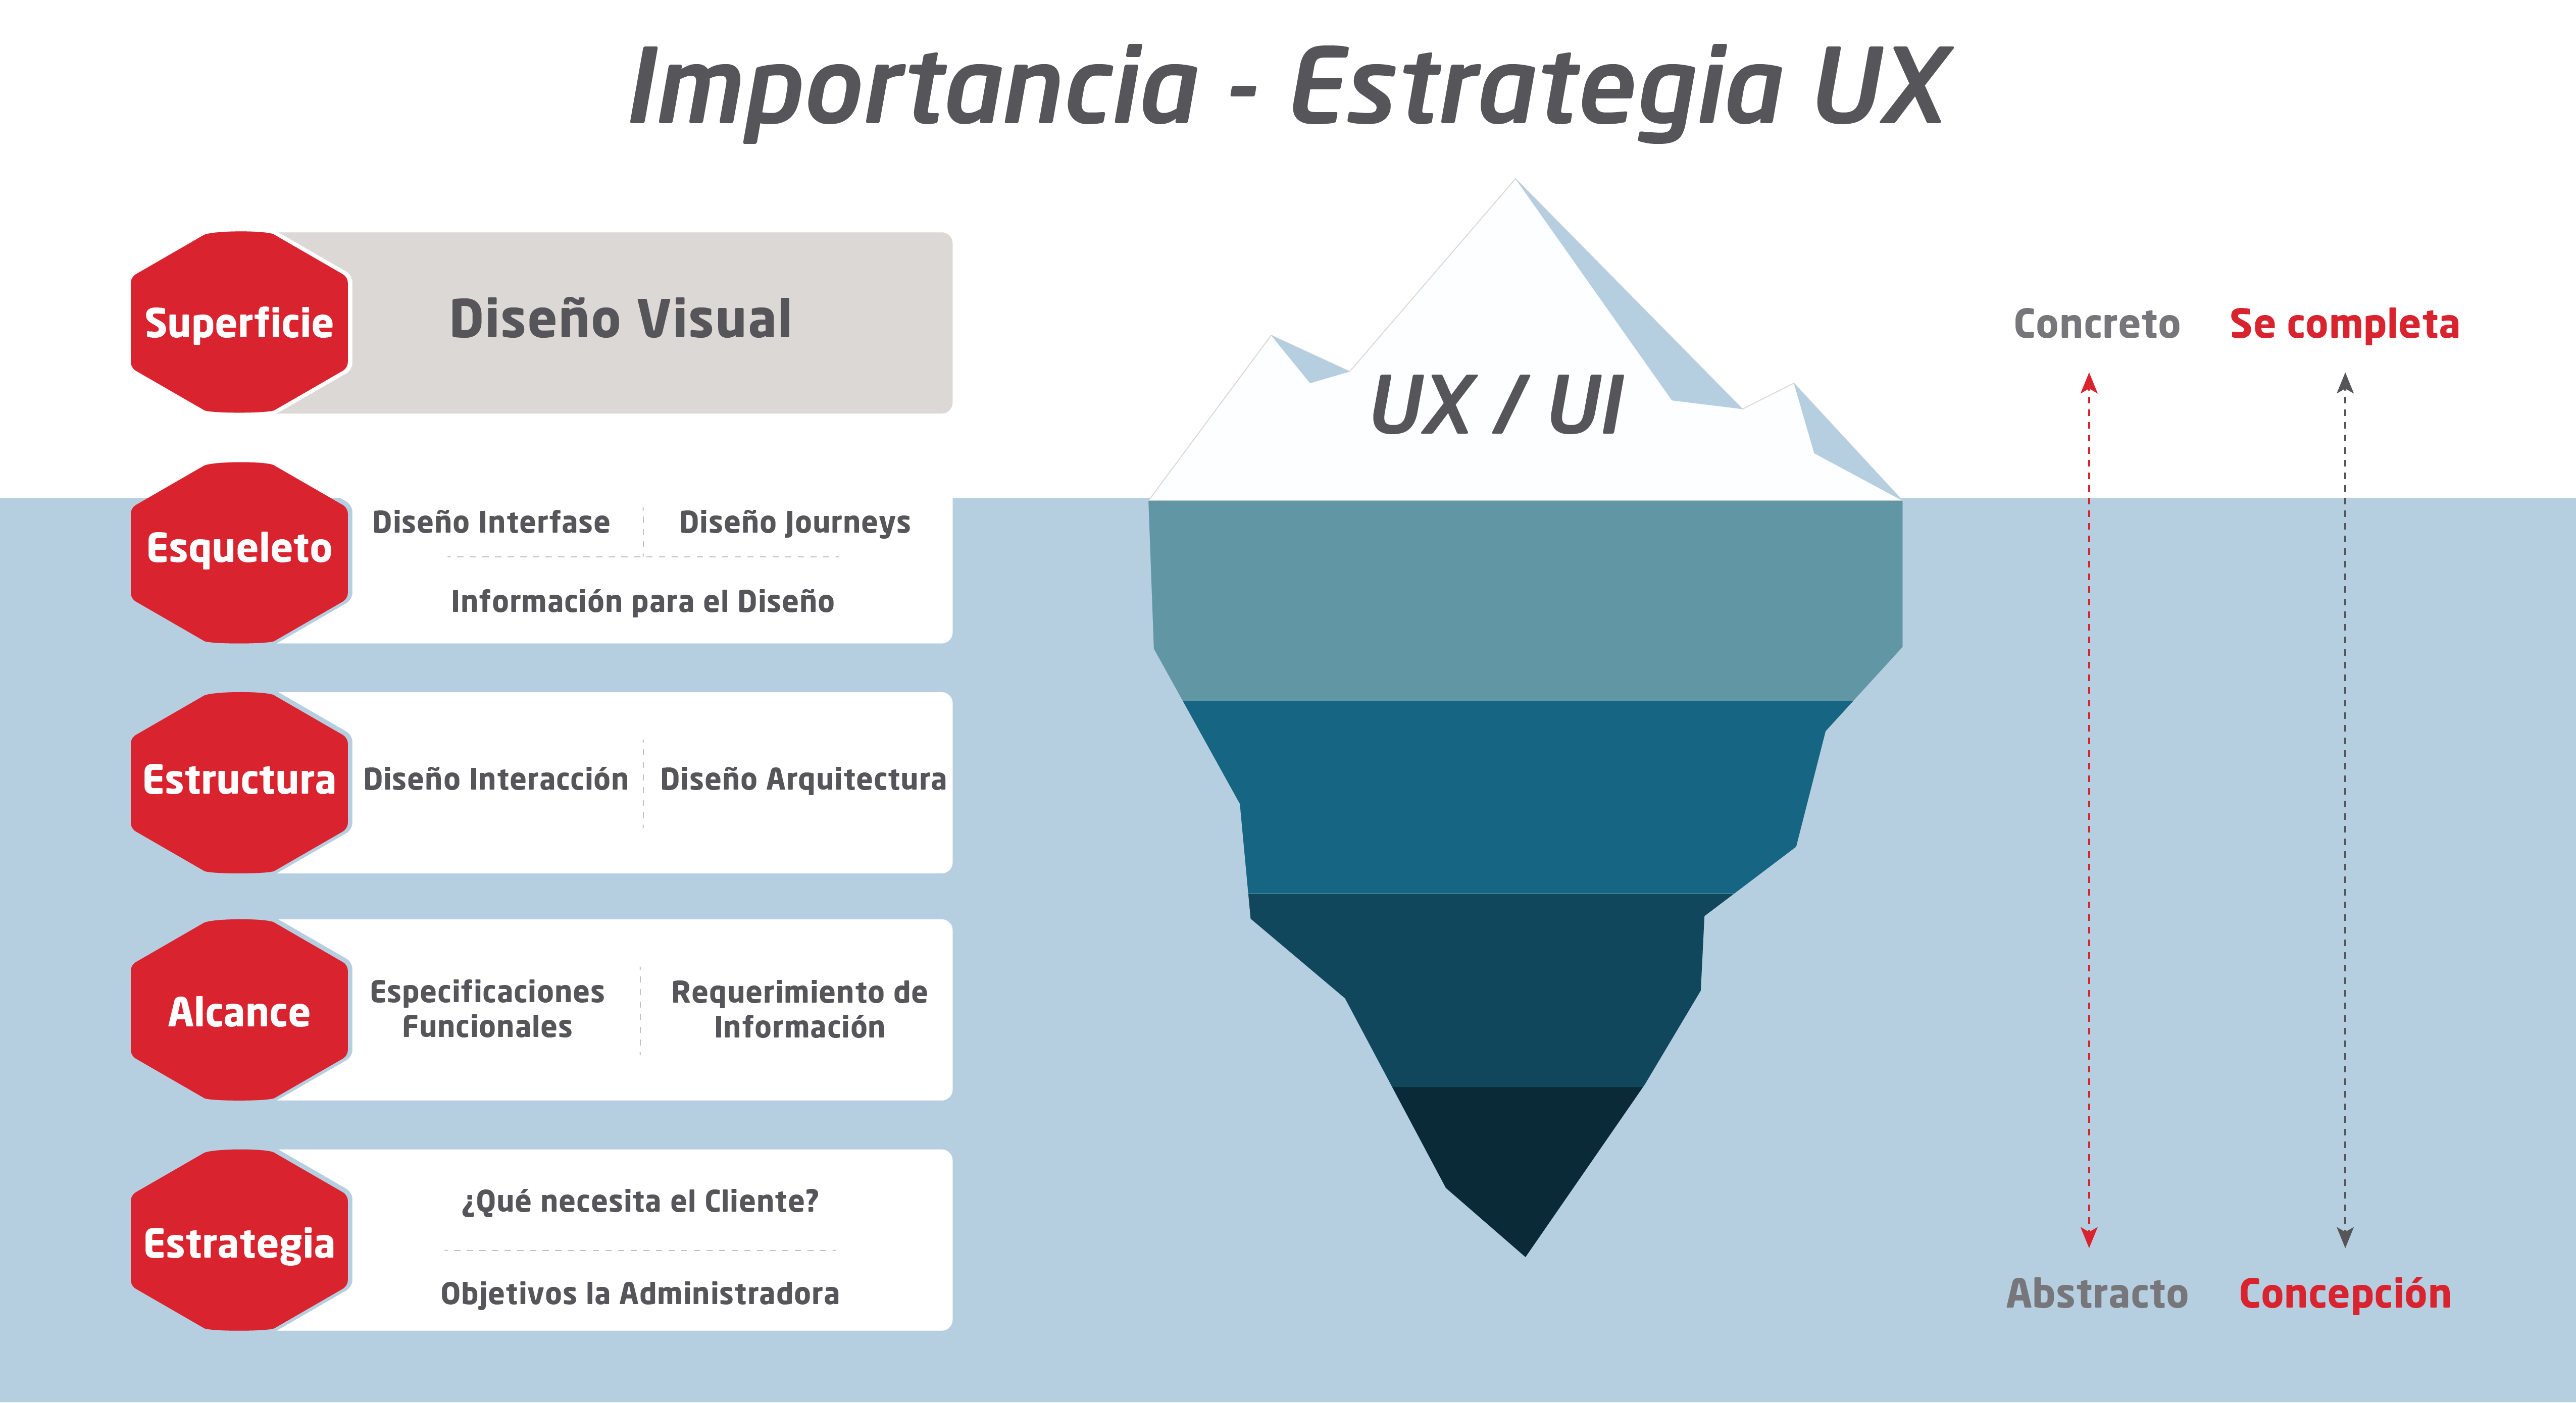 Importancia - Estrategia UX
Superficie
Diseño Visual
UX / UI
Concreto
Se completa
Esqueleto
Diseño Interfase
Diseño Journeys
Información para el Diseño
Estructura
Diseño Interacción
Diseño Arquitectura
Alcance
Especificaciones
Funcionales
Requerimiento de
Información
Estrategia
¿Qué necesita el Cliente?
Objetivos la Administradora
Abstracto
Concepción